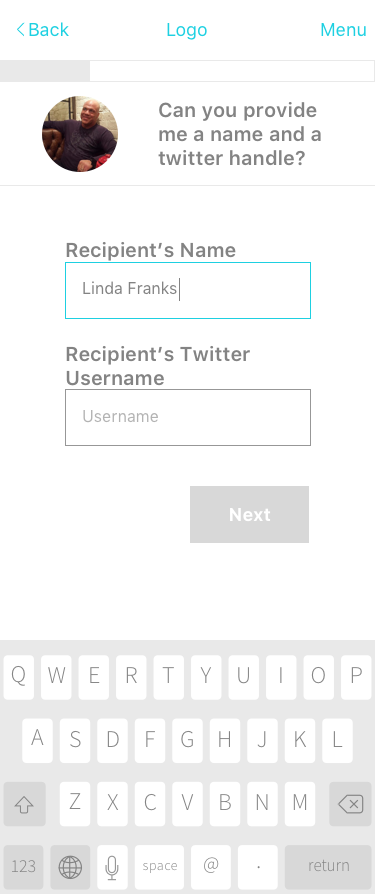 Back Logo Menu
Can you provide
me a name and a
twitter handle?
Recipient’s Name
Linda Franks
Recipient’s Twitter
Username
Username
Next
Q W E R T Y U I O P
A S D F G H J K L
Z X C V B N M
123 space @ . return